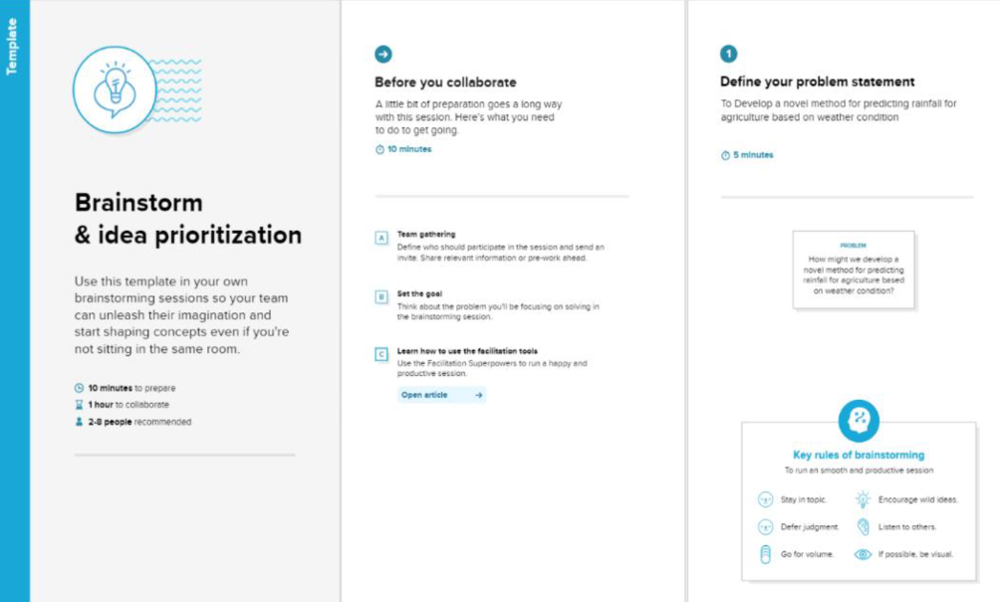 Template
Brainstorm
& idea prioritization
Use this template in your own
brainstorming sessions so your team
can unleash their imagination and
start shaping concepts even if you're
not sitting in the same room.
10 minutes to prepare
1 hour to collaborate
2-8 people recommended
Before you collaborate
A little bit of preparation goes a long way
with this session. Here's what you need
to do to get going.
10 minutes
A
Team gathering
Define who should participate in the session and send an
invite. Share relevant information or pre-work ahead.
B
Set the goal
Think about the problem you'll be focusing on solving in
the brainstorming session.
C
Learn how to use the facilitation tools
Use the Facilitation Superpowers to run a happy and
productive session.
Open article
1
Define your problem statement
To Develop a novel method for predicting rainfall for
agriculture based on weather condition
5 minutes
PROBLEM
How might we develop a
novel method for predicting
rainfall for agriculture based
on weather condition?
Key rules of brainstorming
To run an smooth and productive session
Stay in topic.
Encourage wild ideas.
Defer judgment.
Listen to others.
Go for volume.
If possible, be visual.